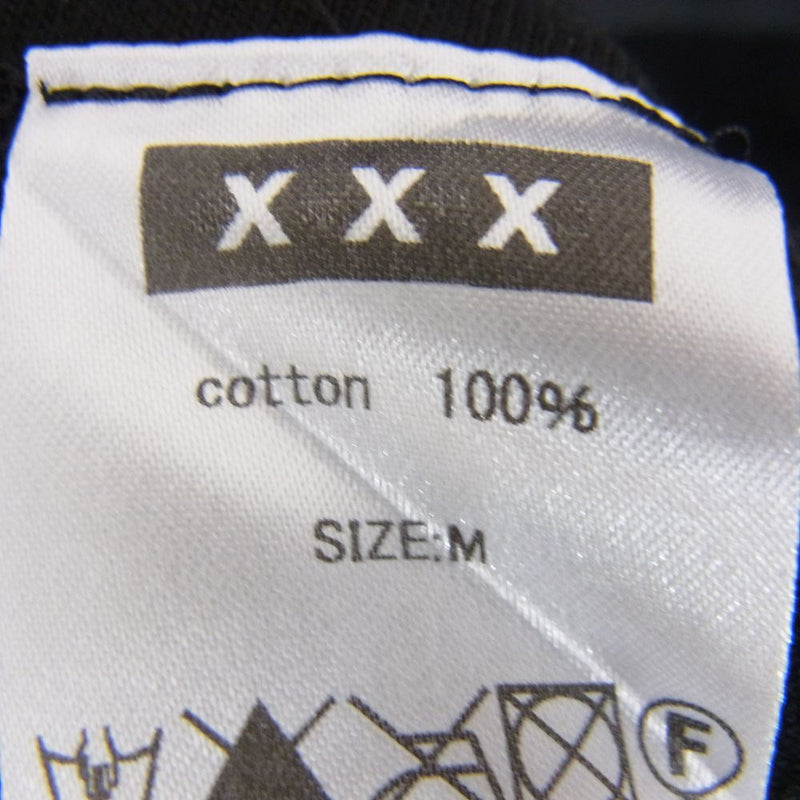 XXX
cotton 100%
SIZE:M
F